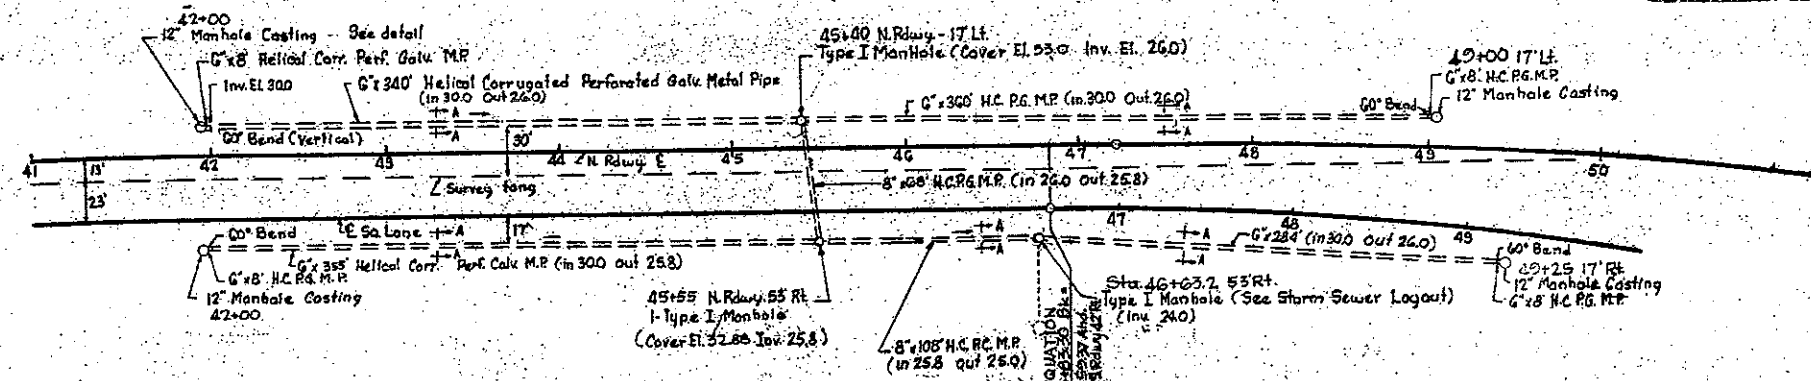 42+00
12" Manhole Casting - See detail
6"x8' Helical Corr. Perf. Galv. M.P.
Inv. El. 30.0
6"x340' Helical Corrugated Perforated Galv. Metal Pipe
(in 30.0 Out 26.0)
A
A
60° Bend (Vertical)
45+40 N. Rdwy - 17' Lt.
Type I Manhole (Cover El. 53.0 Inv. El. 26.0)
6"x360' H.C.P.G.M.P. (in 30.0 Out 26.0)
A
A
49+00 17' Lt.
6"x8' H.C.P.G.M.P.
12" Manhole Casting
60° Bend
30'
41
42
43
44
45
46
47
48
49
50
N. Rdwy ℄
13'
23'
Survey Tang
8"x68' H.C.P.G.M.P. (in 26.0 out 25.8)
47
48
49
60° Bend
℄ So. Lane
A
A
17'
6"x355' Helical Corr. Perf. Galv. M.P. (in 30.0 out 25.8)
6"x8' H.C.P.G.M.P.
12" Manhole Casting
42+00
45+55 N. Rdwy. 53' Rt.
1-Type I Manhole
(Cover El. 32.88 Inv. 25.8)
A
A
8"x108' H.C.P.G.M.P.
(in 25.8 out 25.0)
Sta. 46+63.2 53' Rt.
Type I Manhole (See Storm Sewer Layout)
(Inv. 24.0)
A
A
6"x284' (in 30.0 Out 26.0)
60° Bend
49+25 17' Rt.
12" Manhole Casting
6"x8' H.C.P.G.M.P.